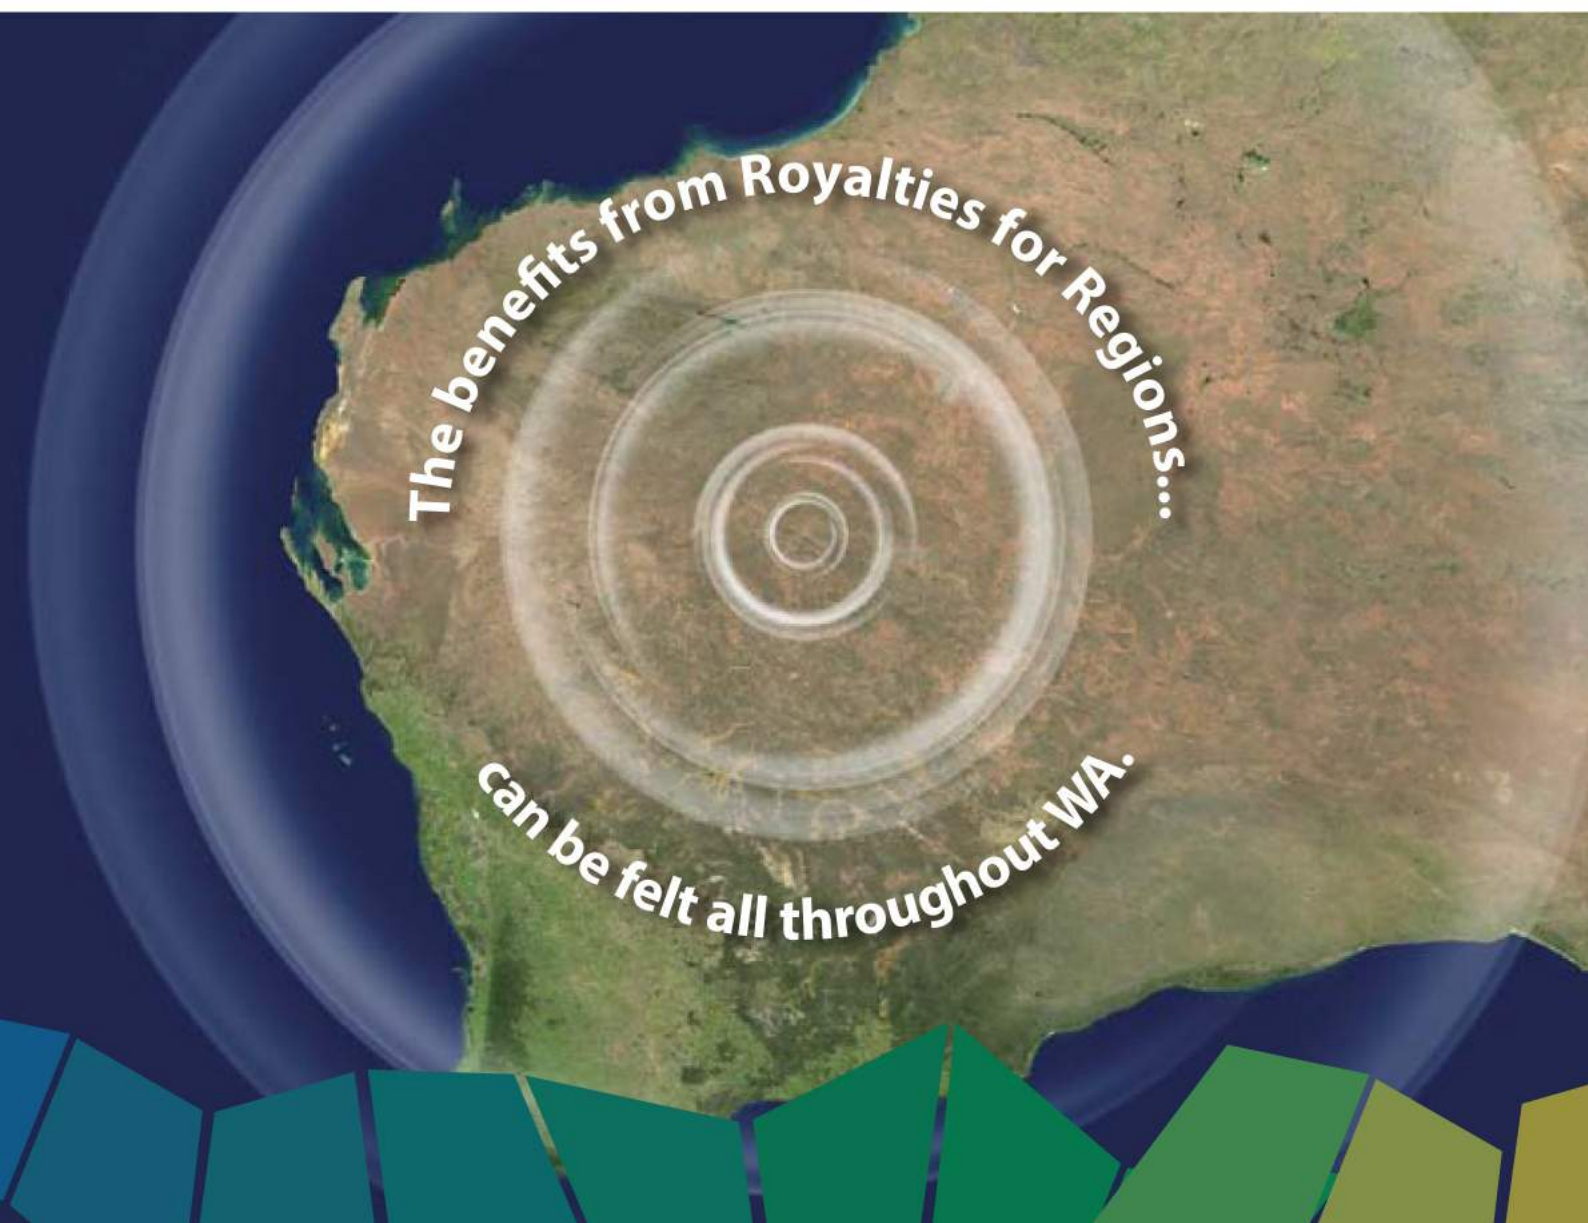 The benefits from Royalties for Regions...
can be felt all throughout WA.